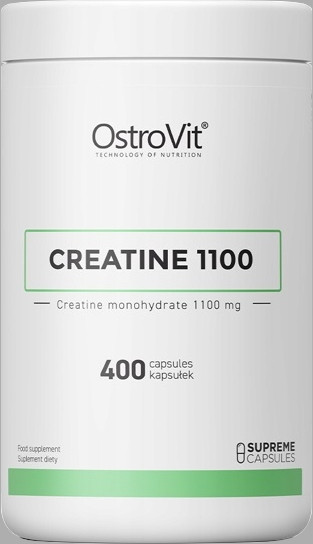 OstroVit®
TECHNOLOGY OF NUTRITION
CREATINE 1100
Creatine monohydrate 1100 mg
400 capsules
kapsułek
Food supplement
Suplement diety
SUPREME
CAPSULES